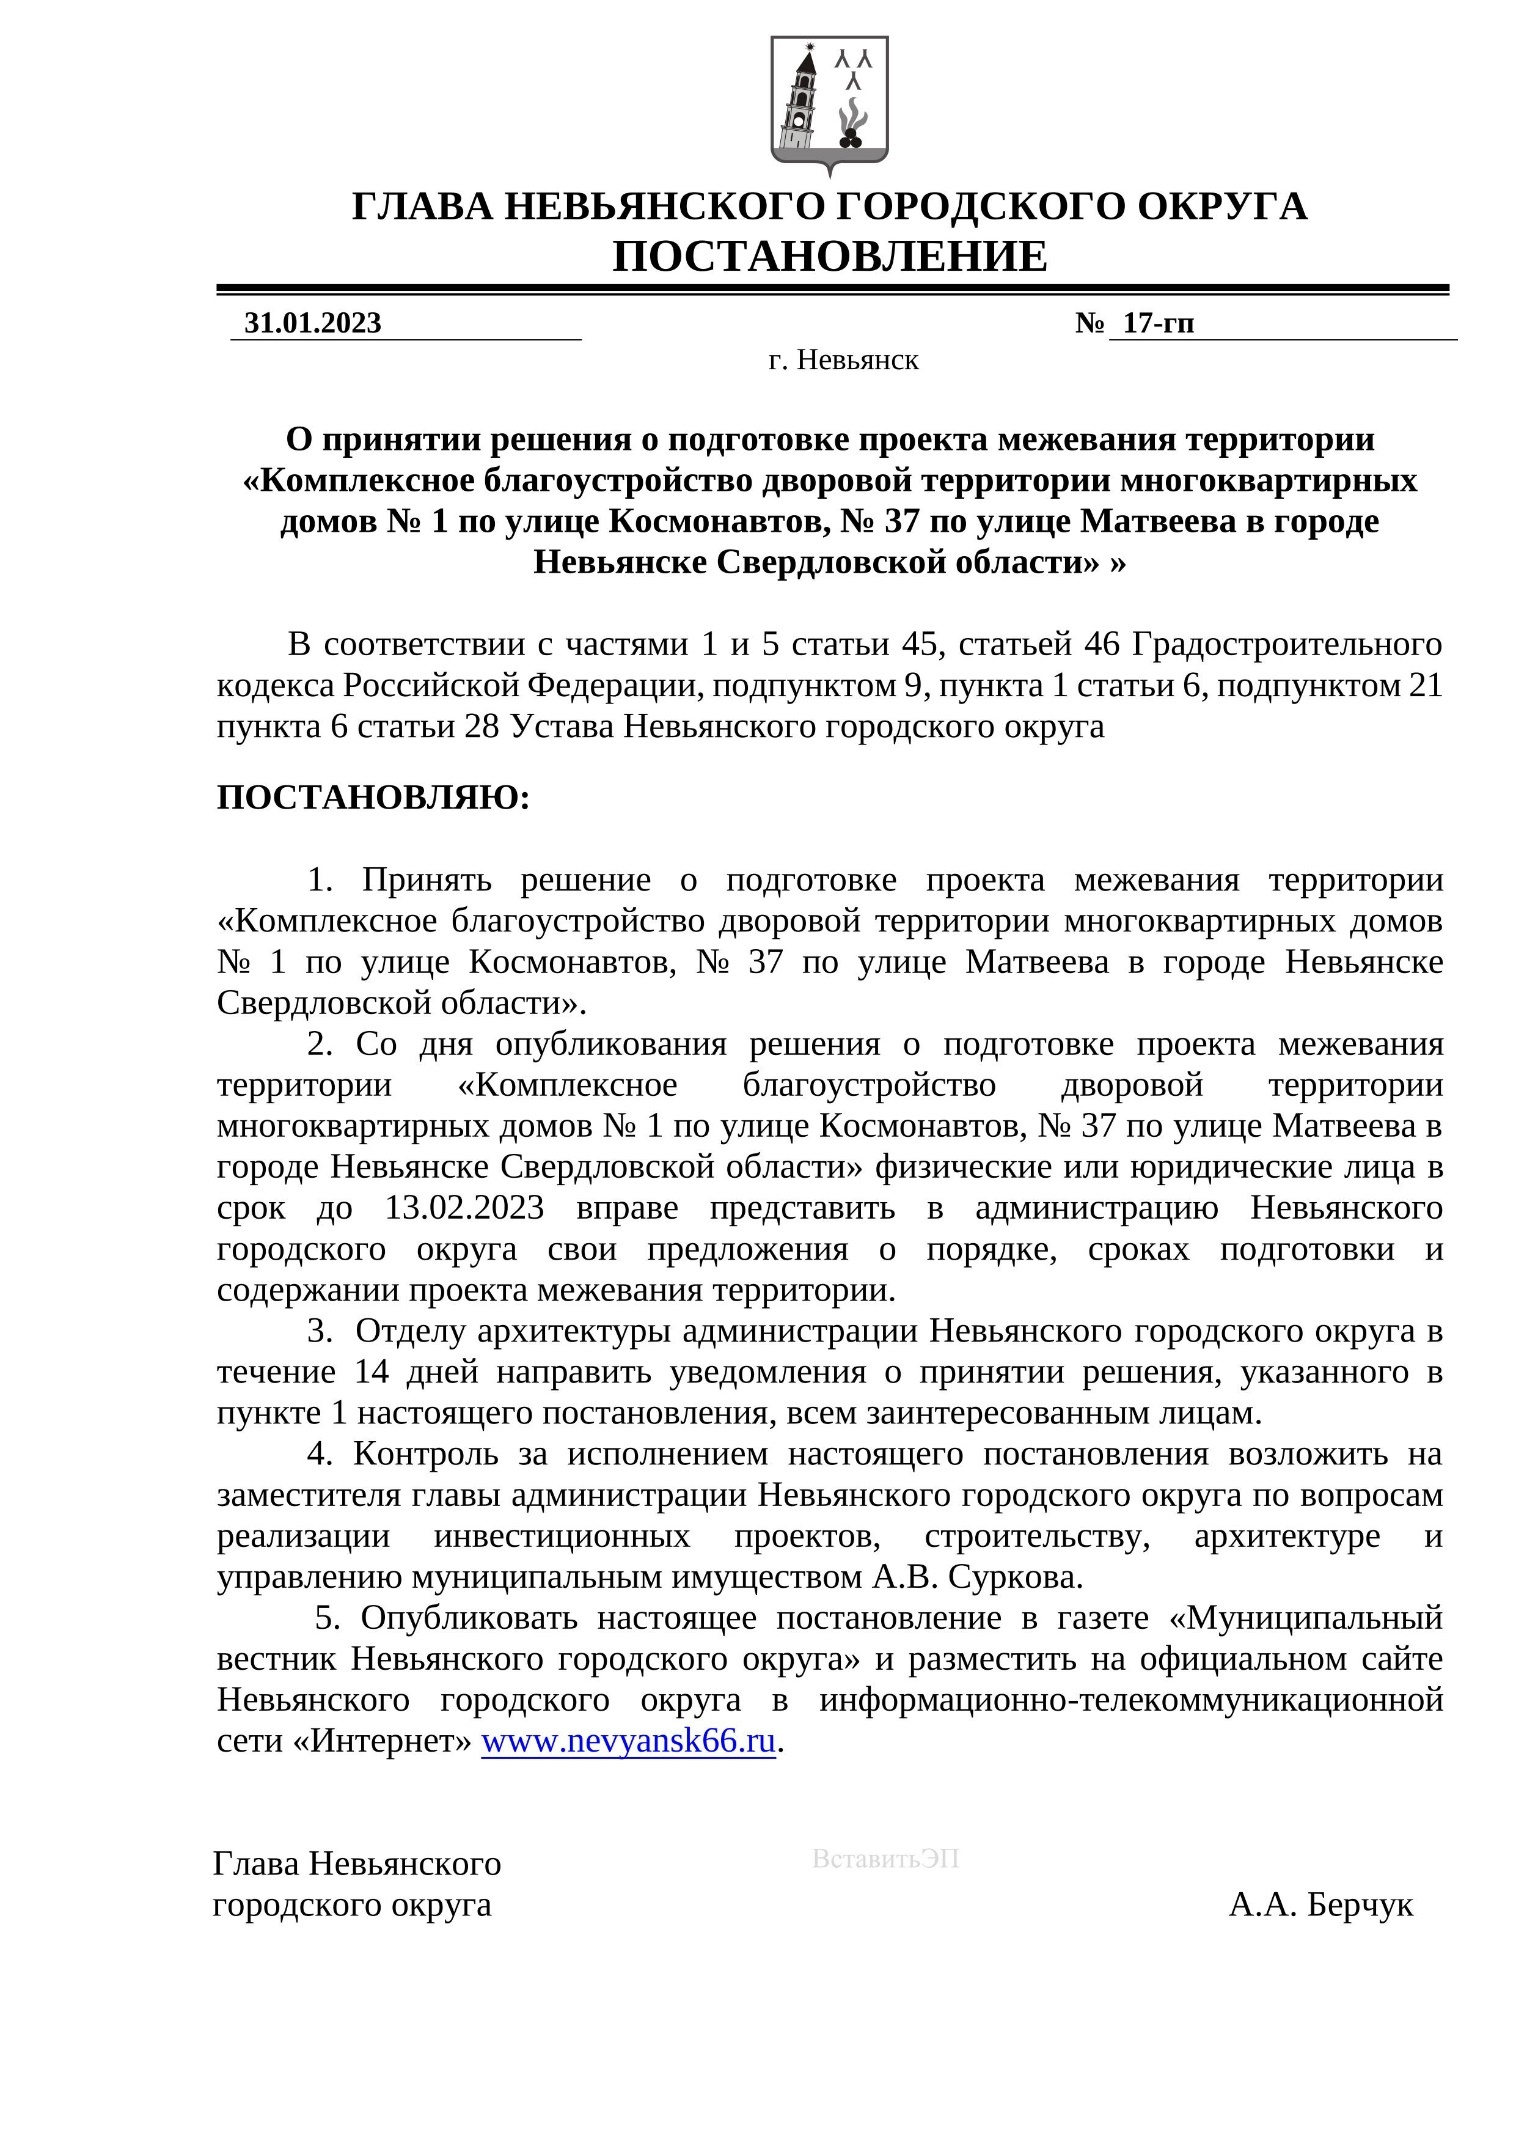 ГЛАВА НЕВЬЯНСКОГО ГОРОДСКОГО ОКРУГА
ПОСТАНОВЛЕНИЕ
31.01.2023 № 17-гп
г. Невьянск
О принятии решения о подготовке проекта межевания территории
«Комплексное благоустройство дворовой территории многоквартирных
домов № 1 по улице Космонавтов, № 37 по улице Матвеева в городе
Невьянске Свердловской области» »
В соответствии с частями 1 и 5 статьи 45, статьей 46 Градостроительного
кодекса Российской Федерации, подпунктом 9, пункта 1 статьи 6, подпунктом 21
пункта 6 статьи 28 Устава Невьянского городского округа
ПОСТАНОВЛЯЮ:
1. Принять решение о подготовке проекта межевания территории
«Комплексное благоустройство дворовой территории многоквартирных домов
№ 1 по улице Космонавтов, № 37 по улице Матвеева в городе Невьянске
Свердловской области».
2. Со дня опубликования решения о подготовке проекта межевания
территории «Комплексное благоустройство дворовой территории
многоквартирных домов № 1 по улице Космонавтов, № 37 по улице Матвеева в
городе Невьянске Свердловской области» физические или юридические лица в
срок до 13.02.2023 вправе представить в администрацию Невьянского
городского округа свои предложения о порядке, сроках подготовки и
содержании проекта межевания территории.
3. Отделу архитектуры администрации Невьянского городского округа в
течение 14 дней направить уведомления о принятии решения, указанного в
пункте 1 настоящего постановления, всем заинтересованным лицам.
4. Контроль за исполнением настоящего постановления возложить на
заместителя главы администрации Невьянского городского округа по вопросам
реализации инвестиционных проектов, строительству, архитектуре и
управлению муниципальным имуществом А.В. Суркова.
5. Опубликовать настоящее постановление в газете «Муниципальный
вестник Невьянского городского округа» и разместить на официальном сайте
Невьянского городского округа в информационно-телекоммуникационной
сети «Интернет» www.nevyansk66.ru.
Глава Невьянского ВставитьЭП
городского округа А.А. Берчук